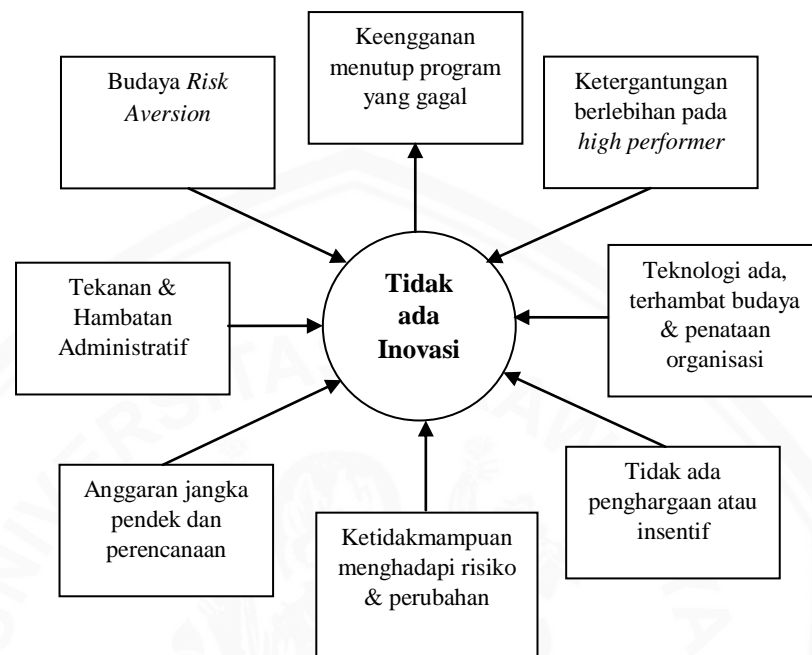 Keengganan
menutup program
yang gagal
Budaya Risk
Aversion
Ketergantungan
berlebihan pada
high performer
Tekanan &
Hambatan
Administratif
Tidak
ada
Inovasi
Teknologi ada,
terhambat budaya
& penataan
organisasi
Anggaran jangka
pendek dan
perencanaan
Ketidakmampuan
menghadapi risiko
& perubahan
Tidak ada
penghargaan atau
insentif